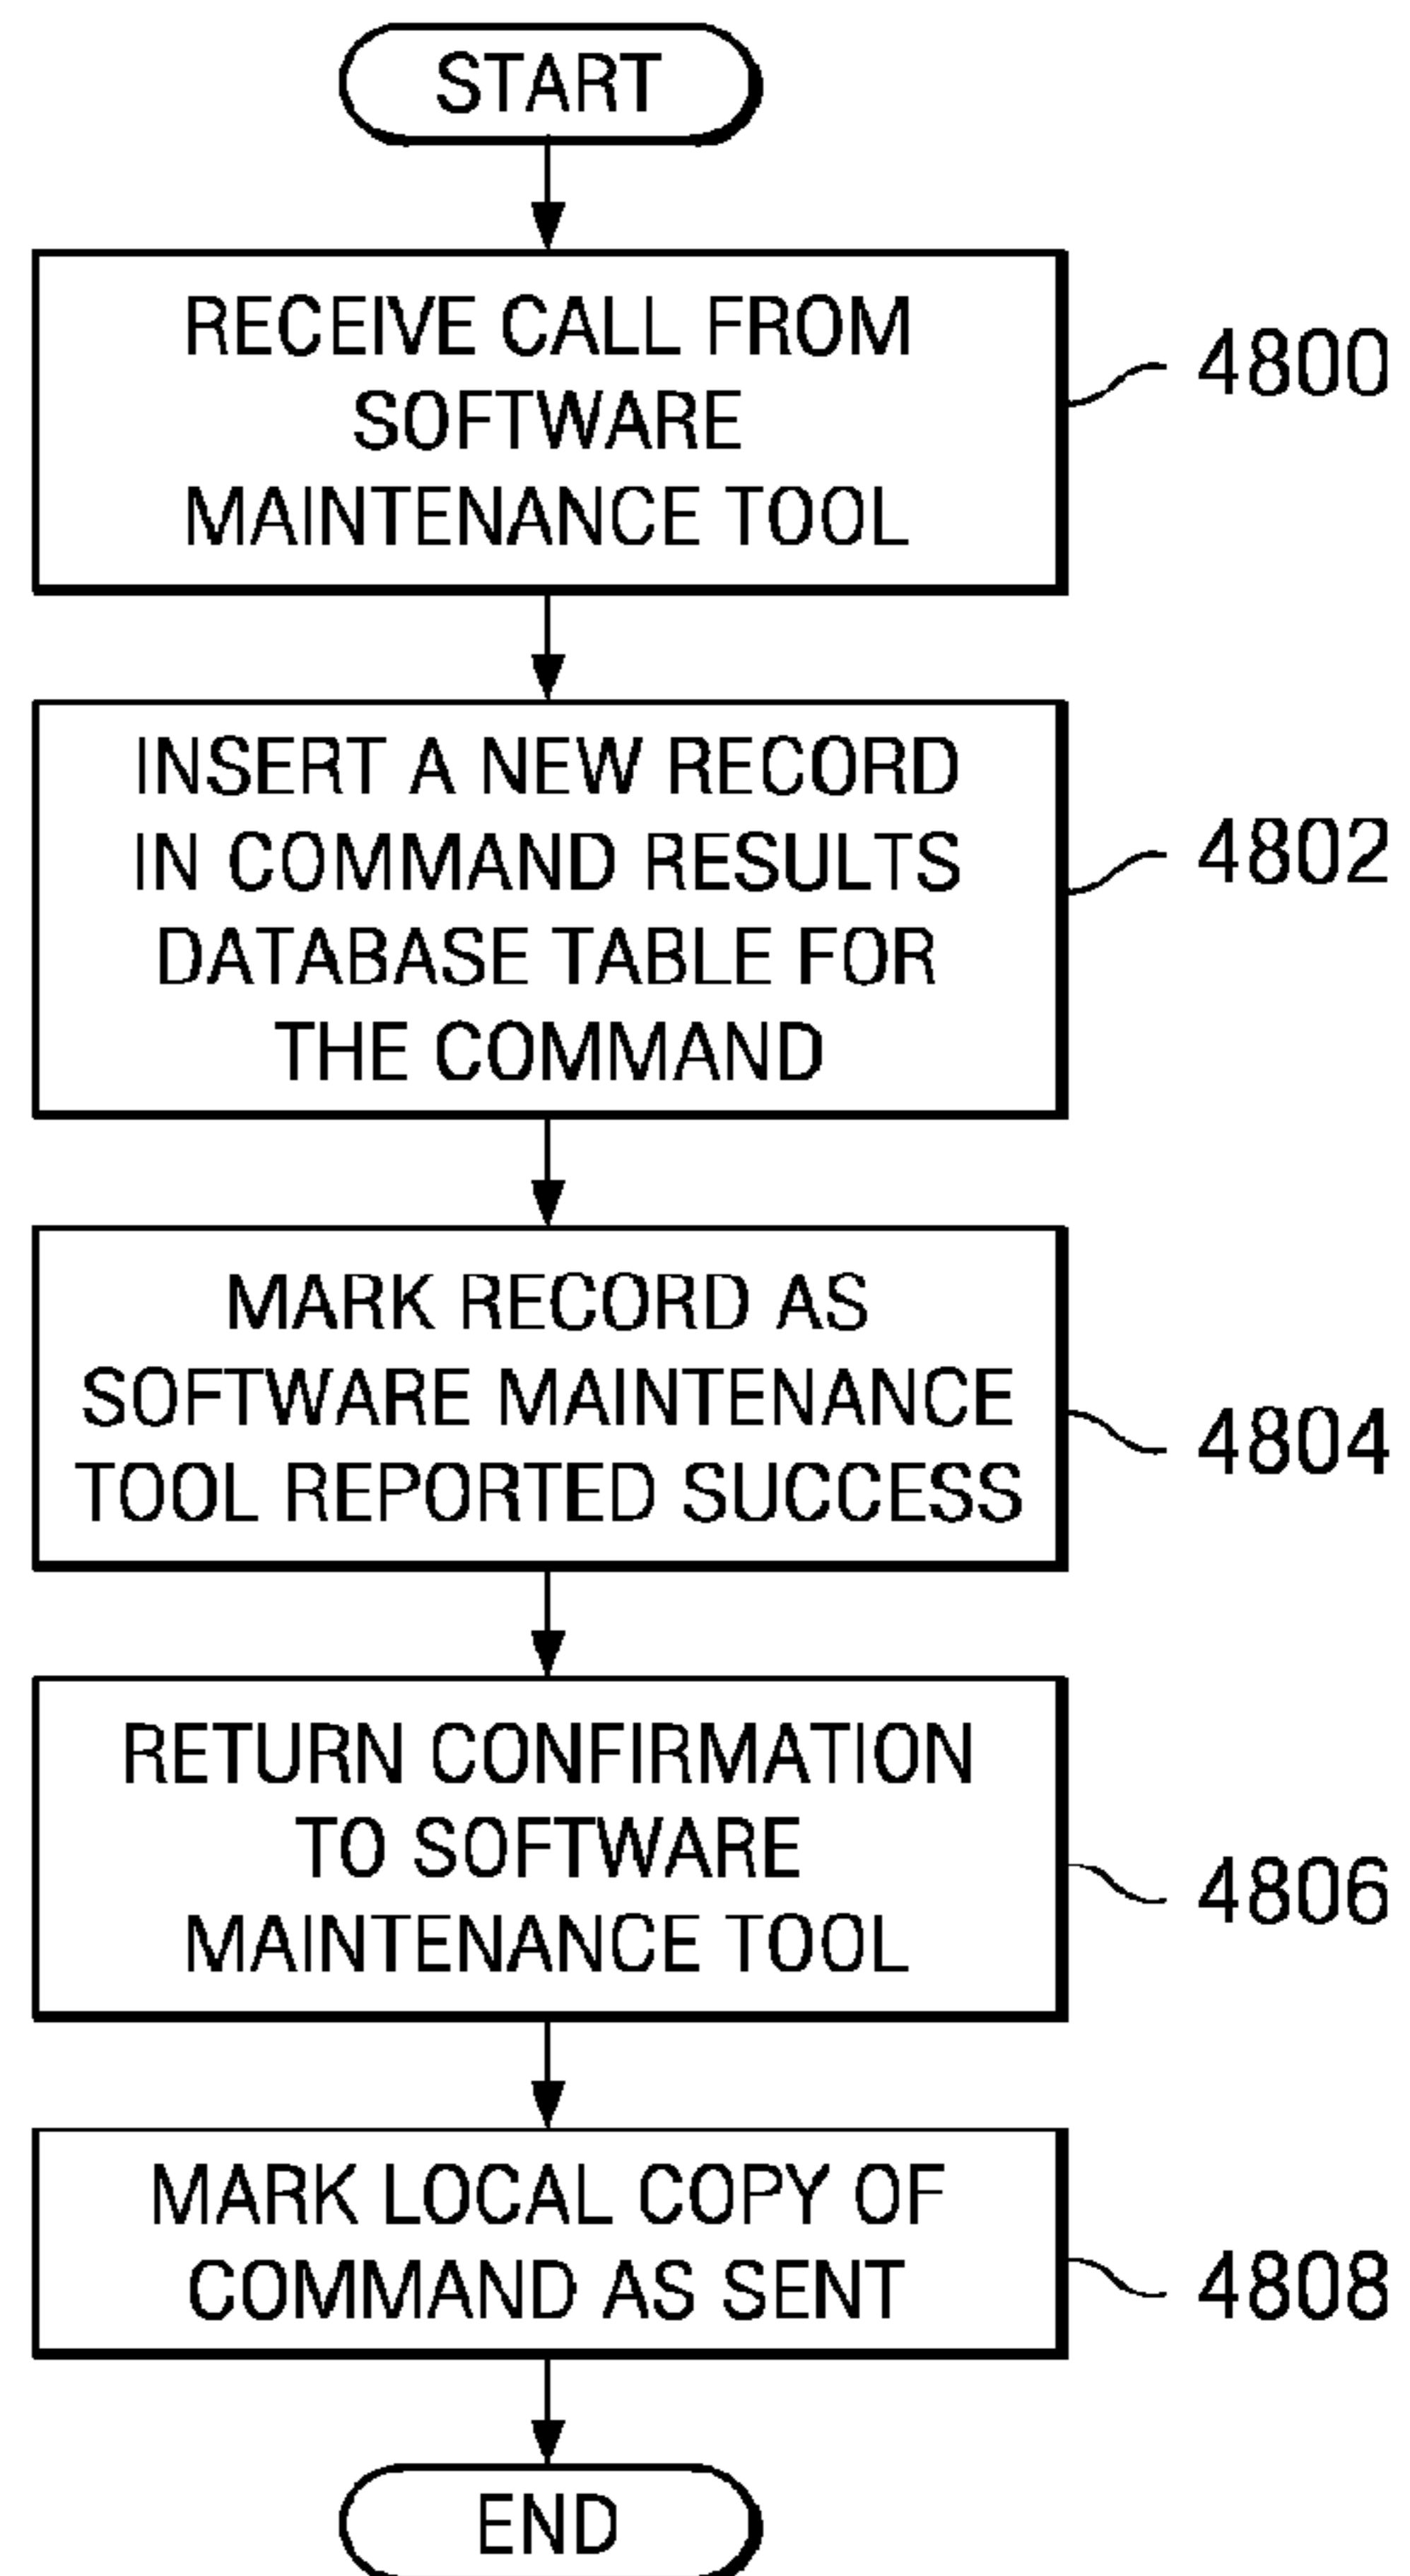 START
RECEIVE CALL FROM
SOFTWARE
MAINTENANCE TOOL
4800
INSERT A NEW RECORD
IN COMMAND RESULTS
DATABASE TABLE FOR
THE COMMAND
4802
MARK RECORD AS
SOFTWARE MAINTENANCE
TOOL REPORTED SUCCESS
4804
RETURN CONFIRMATION
TO SOFTWARE
MAINTENANCE TOOL
4806
MARK LOCAL COPY OF
COMMAND AS SENT
4808
END